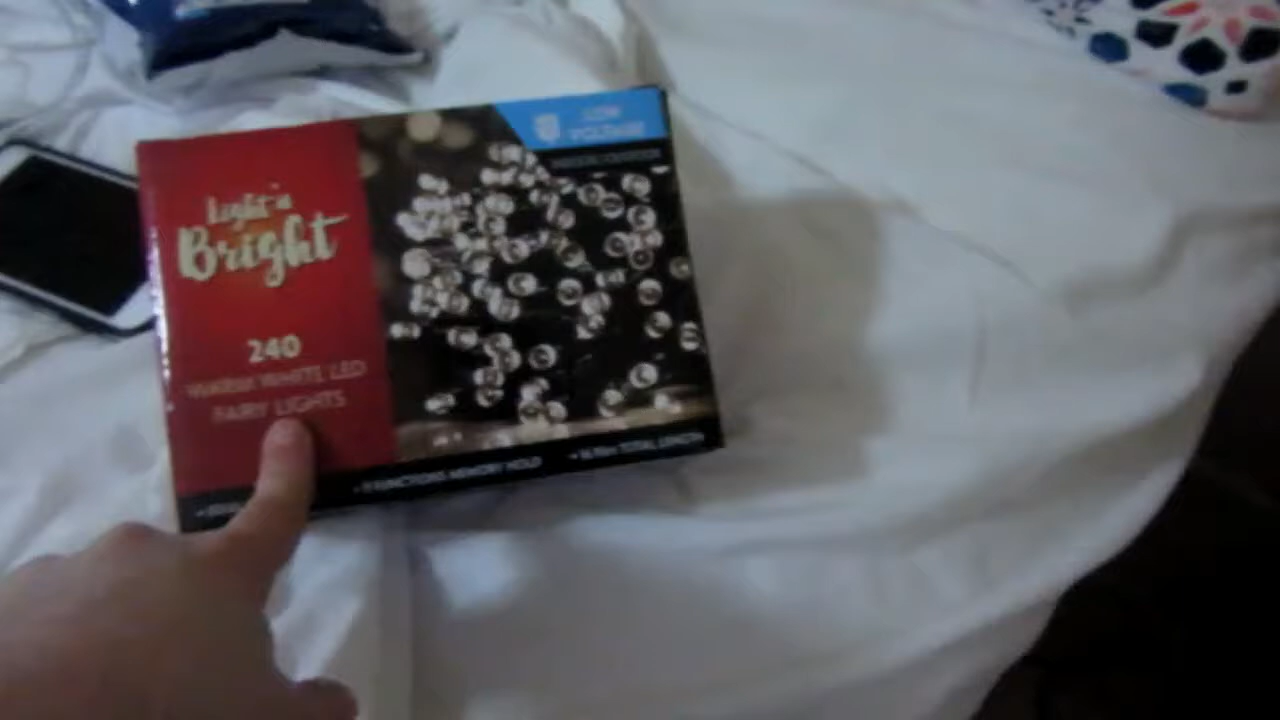 Light'n
Bright
240
WARM WHITE LED
FAIRY LIGHTS
LOW
VOLTAGE
FUNCTIONS MEMORY HOLD
TOTAL LENGTH